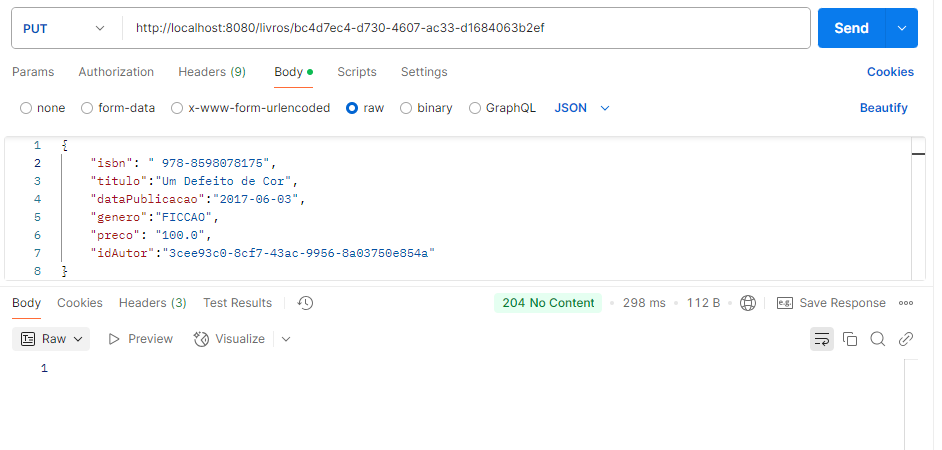 PUT http://localhost:8080/livros/bc4d7ec4-d730-4607-ac33-d1684063b2ef Send
Params Authorization Headers (9) Body Scripts Settings Cookies
none form-data x-www-form-urlencoded raw binary GraphQL JSON Beautify
1 {
2 "isbn": " 978-8598078175",
3 "titulo":"Um Defeito de Cor",
4 "dataPublicacao":"2017-06-03",
5 "genero":"FICCAO",
6 "preco": "100.0",
7 "idAutor":"3cee93c0-8cf7-43ac-9956-8a03750e854a"
8 }
Body Cookies Headers (3) Test Results 204 No Content 298 ms 112 B e.g. Save Response
Raw Preview Visualize
1